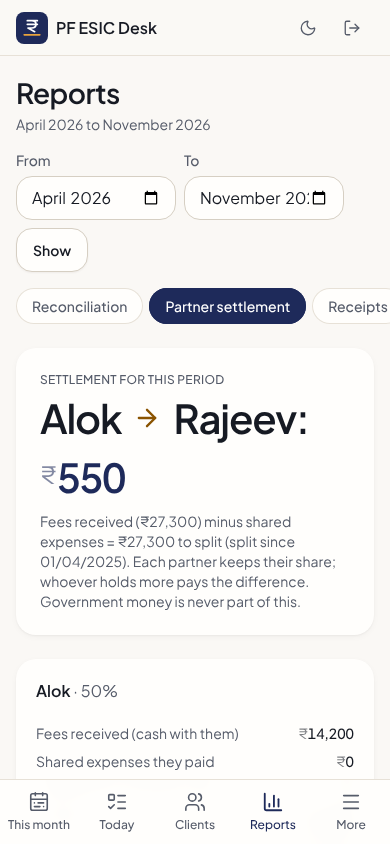 ₹ PF ESIC Desk
Reports
April 2026 to November 2026
From
To
April 2026
November 202
Show
Reconciliation
Partner settlement
Receipts
SETTLEMENT FOR THIS PERIOD
Alok → Rajeev:
₹550
Fees received (₹27,300) minus shared
expenses = ₹27,300 to split (split since
01/04/2025). Each partner keeps their share;
whoever holds more pays the difference.
Government money is never part of this.
Alok · 50%
Fees received (cash with them) ₹14,200
Shared expenses they paid ₹0
This month
Today
Clients
Reports
More